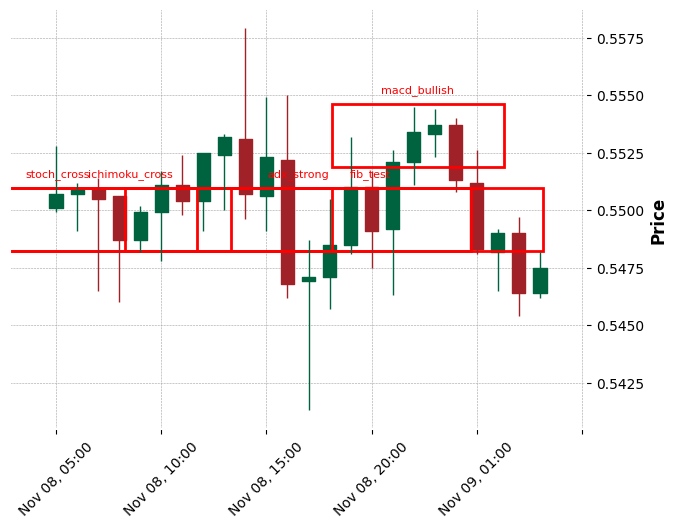 0.5575
macd_bullish
0.5550
0.5525
stoch_cross
ichimoku_cross
fib_test
0.5500
Price
0.5475
0.5450
0.5425
Nov 08, 05:00
Nov 08, 10:00
Nov 08, 15:00
Nov 08, 20:00
Nov 09, 01:00